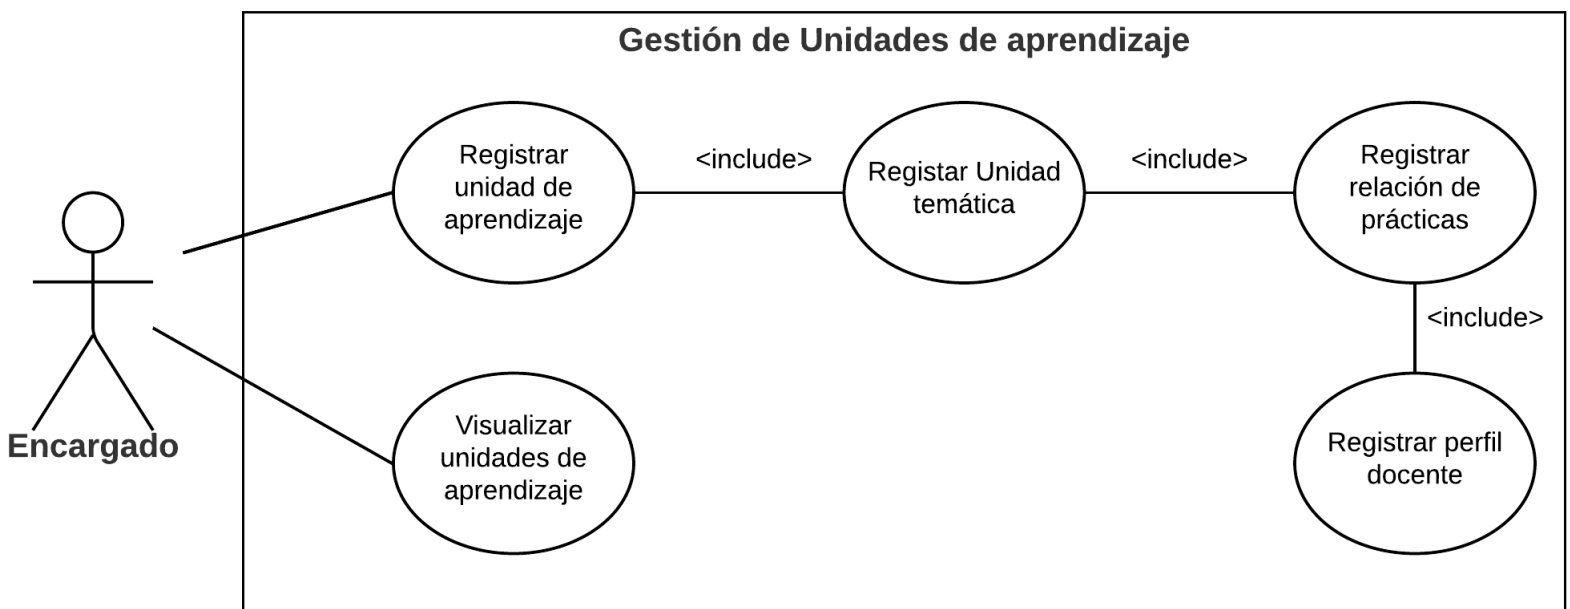 Gestión de Unidades de aprendizaje
Registrar
unidad de
aprendizaje
<include>
Registar Unidad
temática
<include>
Registrar
relación de
prácticas
<include>
Encargado
Visualizar
unidades de
aprendizaje
Registrar perfil
docente